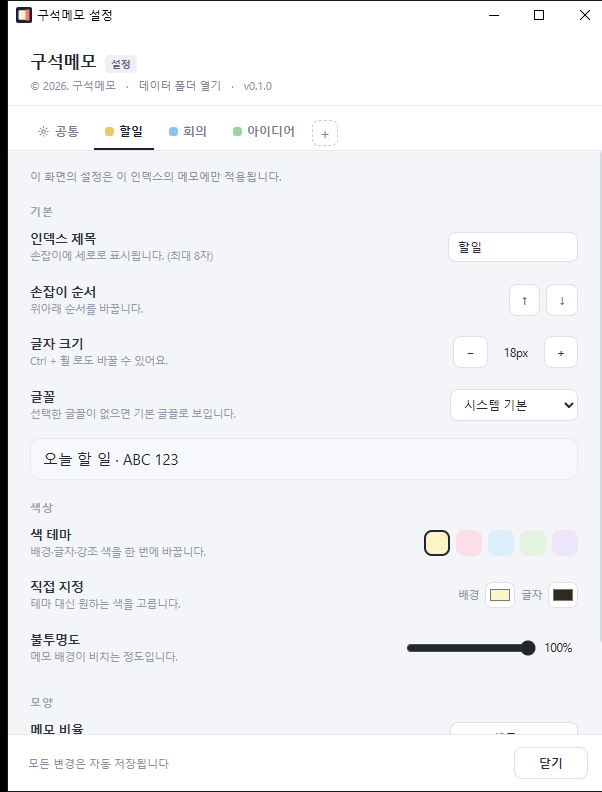 구석메모 설정
구석메모 설정
© 2026. 구석메모 · 데이터 폴더 열기 · v0.1.0
공통 할일 회의 아이디어 +
이 화면의 설정은 이 인덱스의 메모에만 적용됩니다.
기본
인덱스 제목
손잡이에 세로로 표시됩니다. (최대 8자)
할일
손잡이 순서
위아래 순서를 바꿉니다.
↑ ↓
글자 크기
Ctrl + 휠 로도 바꿀 수 있어요.
− 18px +
글꼴
선택한 글꼴이 없으면 기본 글꼴로 보입니다.
시스템 기본
오늘 할 일 · ABC 123
색상
색 테마
배경·글자·강조 색을 한 번에 바꿉니다.
직접 지정
테마 대신 원하는 색을 고릅니다.
배경 글자
불투명도
메모 배경이 비치는 정도입니다.
100%
모양
메모 비율
모든 변경은 자동 저장됩니다
닫기